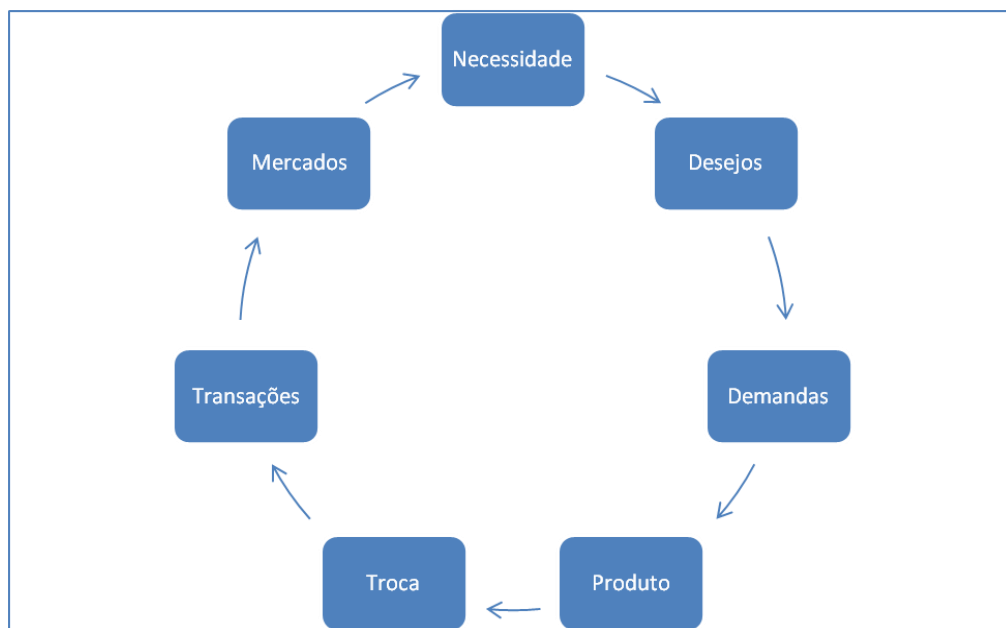 Necessidade
Desejos
Demandas
Produto
Troca
Transações
Mercados